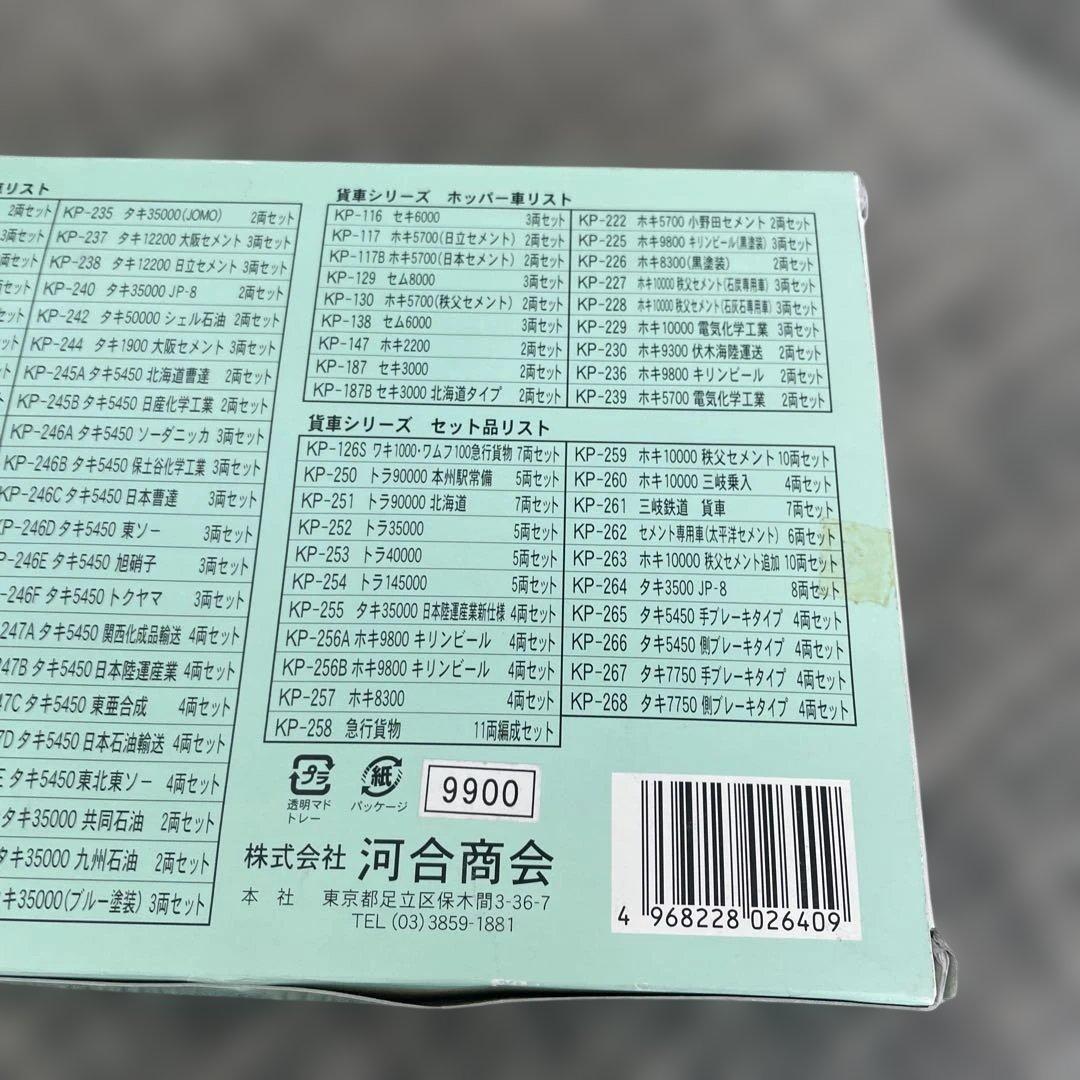 車リスト
2両セット
3両セット
両セット
両セット
セット
ット
ット
KP-235 タキ35000(JOMO) 2両セット
KP-237 タキ12200 大阪セメント 3両セット
KP-238 タキ12200 日立セメント 3両セット
KP-240 タキ35000 JP-8 2両セット
KP-242 タキ50000 シェル石油 2両セット
KP-244 タキ1900 大阪セメント 3両セット
KP-245A タキ5450 北海道曹達 2両セット
KP-245B タキ5450 日産化学工業 2両セット
KP-246A タキ5450 ソーダニッカ 3両セット
KP-246B タキ5450 保土谷化学工業 3両セット
KP-246C タキ5450 日本曹達 3両セット
KP-246D タキ5450 東ソー 3両セット
P-246E タキ5450 旭硝子 3両セット
-246F タキ5450 トクヤマ 3両セット
247A タキ5450 関西化成品輸送 4両セット
247B タキ5450 日本陸運産業 4両セット
47C タキ5450 東亜合成 4両セット
7D タキ5450 日本石油輸送 4両セット
E タキ5450 東北東ソー 4両セット
タキ35000 共同石油 2両セット
タキ35000 九州石油 2両セット
キ35000(ブルー塗装) 3両セット
貨車シリーズ ホッパー車リスト
KP-116 セキ6000 3両セット
KP-117 ホキ5700(日立セメント) 2両セット
KP-117B ホキ5700(日本セメント) 2両セット
KP-129 セム8000 3両セット
KP-130 ホキ5700(秩父セメント) 2両セット
KP-138 セム6000 3両セット
KP-147 ホキ2200 2両セット
KP-187 セキ3000 2両セット
KP-187B セキ3000 北海道タイプ 2両セット
KP-222 ホキ5700 小野田セメント 2両セット
KP-225 ホキ9800 キリンビール(黒塗装) 3両セット
KP-226 ホキ8300(黒塗装) 2両セット
KP-227 ホキ10000 秩父セメント(石炭専用車) 3両セット
KP-228 ホキ10000 秩父セメント(石灰石専用車) 3両セット
KP-229 ホキ10000 電気化学工業 3両セット
KP-230 ホキ9300 伏木海陸運送 2両セット
KP-236 ホキ9800 キリンビール 2両セット
KP-239 ホキ5700 電気化学工業 2両セット
貨車シリーズ セット品リスト
KP-126S ワキ1000・ワムフ100急行貨物 7両セット
KP-250 トラ90000 本州駅常備 5両セット
KP-251 トラ90000 北海道 7両セット
KP-252 トラ35000 5両セット
KP-253 トラ40000 5両セット
KP-254 トラ145000 5両セット
KP-255 タキ35000 日本陸運産業新仕様 4両セット
KP-256A ホキ9800 キリンビール 4両セット
KP-256B ホキ9800 キリンビール 4両セット
KP-257 ホキ8300 4両セット
KP-258 急行貨物 11両編成セット
KP-259 ホキ10000 秩父セメント 10両セット
KP-260 ホキ10000 三岐乗入 4両セット
KP-261 三岐鉄道 貨車 7両セット
KP-262 セメント専用車(太平洋セメント) 6両セット
KP-263 ホキ10000 秩父セメント追加 10両セット
KP-264 タキ3500 JP-8 8両セット
KP-265 タキ5450 手ブレーキタイプ 4両セット
KP-266 タキ5450 側ブレーキタイプ 4両セット
KP-267 タキ7750 手ブレーキタイプ 4両セット
KP-268 タキ7750 側ブレーキタイプ 4両セット
プラ
透明マド
トレー
紙
パッケージ
9900
株式会社 河合商会
本 社 東京都足立区保木間3-36-7
TEL (03)3859-1881
4 968228 026409